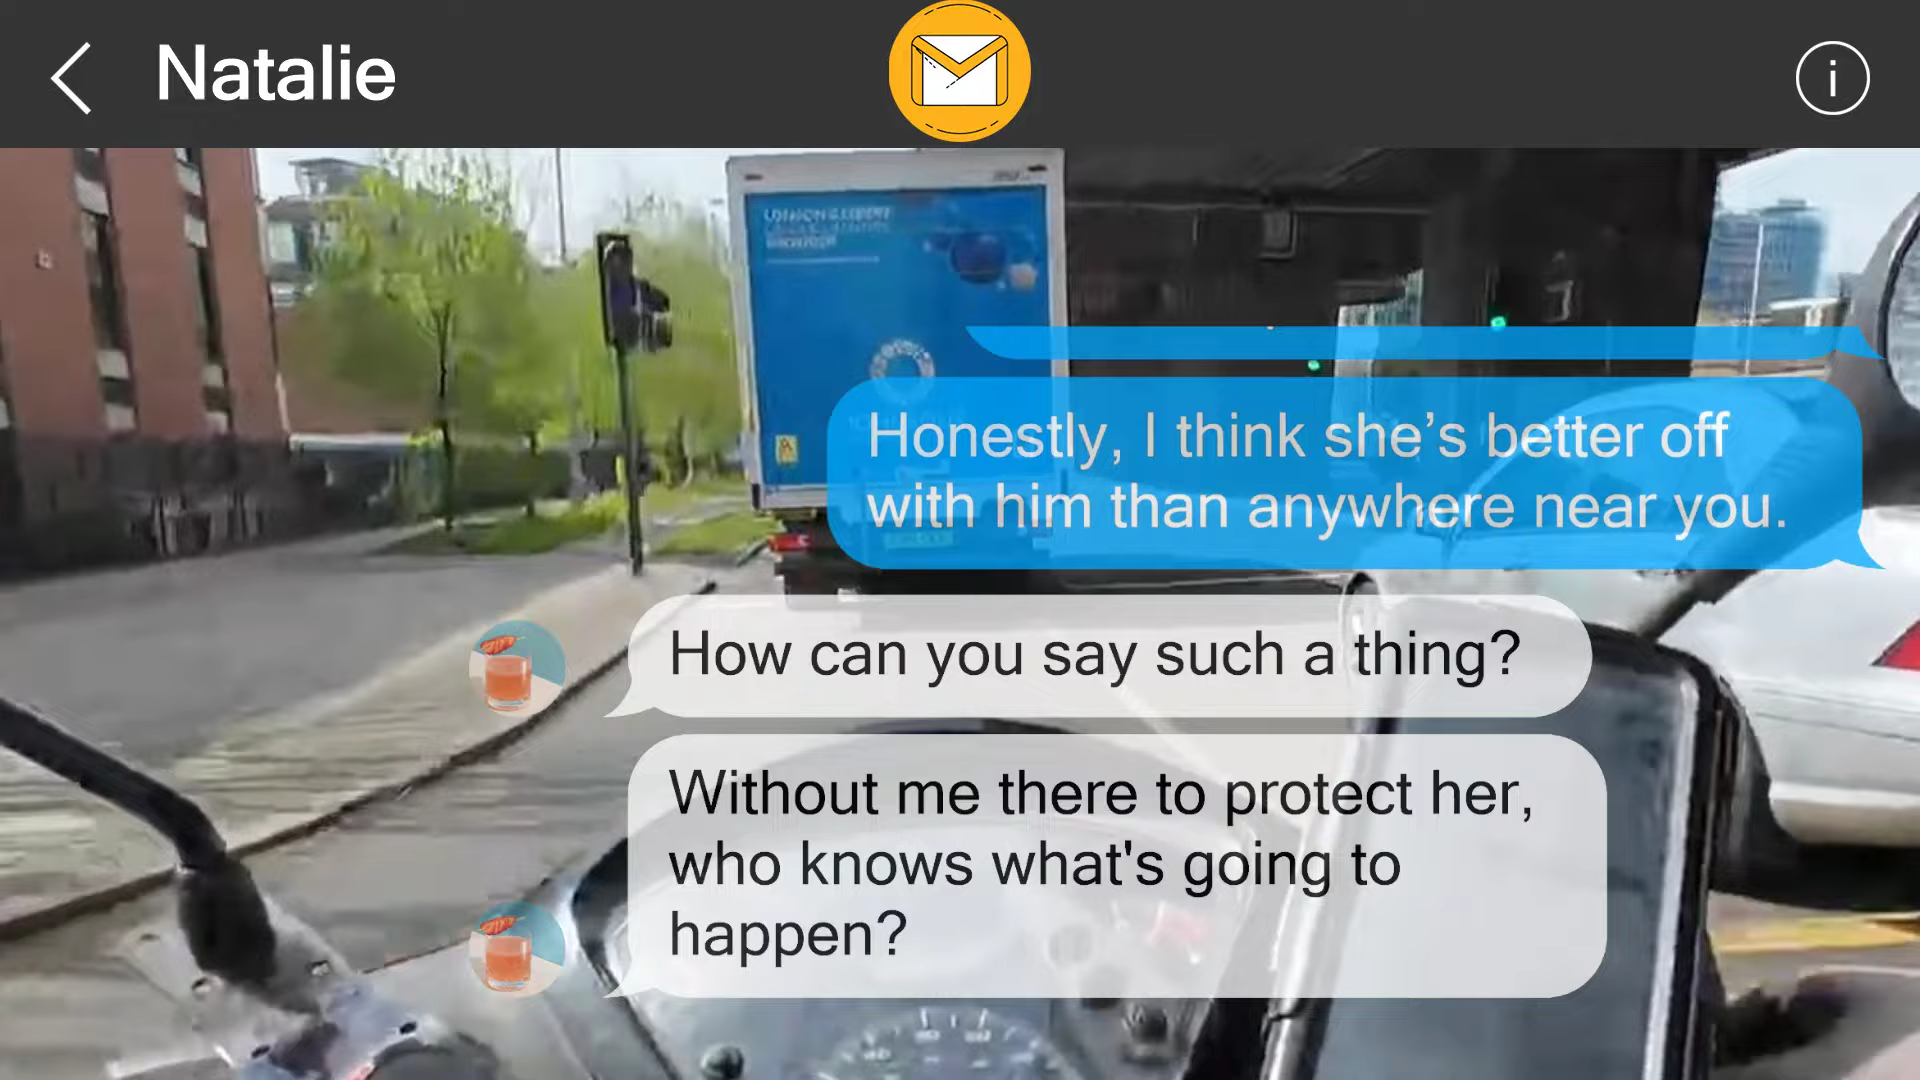 Natalie
i
Honestly, I think she’s better off
with him than anywhere near you.
How can you say such a thing?
Without me there to protect her,
who knows what's going to
happen?